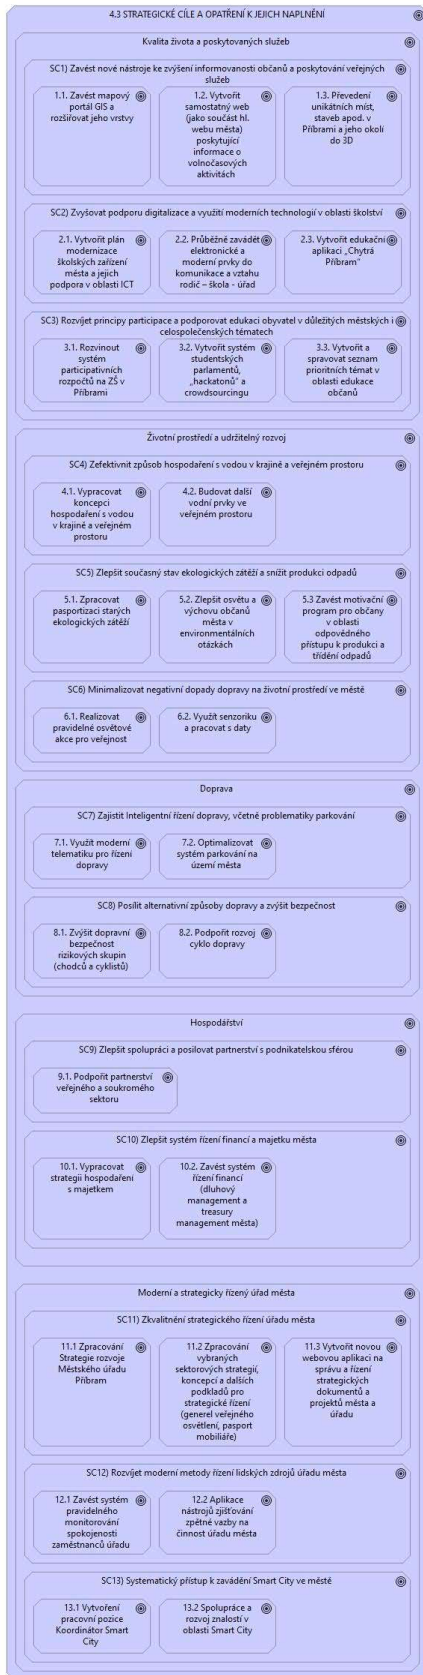 4.3 STRATEGICKÉ CÍLE A OPATŘENÍ K JEJICH NAPLNĚNÍ
Kvalita života a poskytovaných služeb
SC1) Zavést nové nástroje ke zvýšení informovanosti občanů a poskytování veřejných
služeb
1.1. Zavést mapový
portál GIS a
rozšiřovat jeho vrstvy
1.2. Vytvořit
samostatný web
(jako součást hl.
webu města)
poskytující
informace o
volnočasových
aktivitách
1.3. Převedení
unikátních míst,
staveb apod. v
Příbrami a jeho okolí
do 3D
SC2) Zvyšovat podporu digitalizace a využití moderních technologií v oblasti školství
2.1. Vytvořit plán
modernizace
školských zařízení
města a jejich
podpora v oblasti ICT
2.2. Průběžně zavádět
elektronické a
moderní prvky do
komunikace a vztahu
rodič – škola - úřad
2.3. Vytvořit edukační
aplikaci „Chytrá
Příbram"
SC3) Rozvíjet principy participace a podporovat edukaci obyvatel v důležitých městských i
celospolečenských tématech
3.1. Rozvinout
systém
participativních
rozpočtů na ZŠ v
Příbrami
3.2. Vytvořit systém
studentských
parlamentů,
„hackatonů" a
crowdsourcingu
3.3. Vytvořit a
spravovat seznam
prioritních témat v
oblasti edukace
občanů
Životní prostředí a udržitelný rozvoj
SC4) Zefektivnit způsob hospodaření s vodou v krajině a veřejném prostoru
4.1. Vypracovat
koncepci
hospodaření s vodou
v krajině a veřejném
prostoru
4.2. Budovat další
vodní prvky ve
veřejném prostoru
SC5) Zlepšit současný stav ekologických zátěží a snížit produkci odpadů
5.1. Zpracovat
pasportizaci starých
ekologických zátěží
5.2. Zlepšit osvětu a
výchovu občanů
města v
environmentálních
otázkách
5.3 Zavést motivační
program pro občany
v oblasti
odpovědného
přístupu k produkci a
třídění odpadů
SC6) Minimalizovat negativní dopady dopravy na životní prostředí ve městě
6.1. Realizovat
pravidelné osvětové
akce pro veřejnost
6.2. Využít senzoriku
a pracovat s daty
Doprava
SC7) Zajistit Inteligentní řízení dopravy, včetně problematiky parkování
7.1. Využít moderní
telematiku pro řízení
dopravy
7.2. Optimalizovat
systém parkování na
území města
SC8) Posílit alternativní způsoby dopravy a zvýšit bezpečnost
8.1. Zvýšit dopravní
bezpečnost
rizikových skupin
(chodců a cyklistů)
8.2. Podpořit rozvoj
cyklo dopravy
Hospodářství
SC9) Zlepšit spolupráci a posilovat partnerství s podnikatelskou sférou
9.1. Podpořit partnerství
veřejného a soukromého
sektoru
SC10) Zlepšit systém řízení financí a majetku města
10.1. Vypracovat
strategii hospodaření
s majetkem
10.2. Zavést systém
řízení financí
(dluhový
management a
treasury
management města)
Moderní a strategicky řízený úřad města
SC11) Zkvalitnění strategického řízení úřadu města
11.1 Zpracování
Strategie rozvoje
Městského úřadu
Příbram
11.2 Zpracování
vybraných
sektorových strategií,
koncepcí a dalších
podkladů pro
strategické řízení
(generel veřejného
osvětlení, pasport
mobiliáře)
11.3 Vytvořit novou
webovou aplikaci na
správu a řízení
strategických
dokumentů a
projektů města a
úřadu
SC12) Rozvíjet moderní metody řízení lidských zdrojů úřadu města
12.1 Zavést systém
pravidelného
monitorování
spokojenosti
zaměstnanců úřadu
12.2 Aplikace
nástrojů zjišťování
zpětné vazby na
činnost úřadu města
SC13) Systematický přístup k zavádění Smart City ve městě
13.1 Vytvoření
pracovní pozice
Koordinátor Smart
City
13.2 Spolupráce a
rozvoj znalostí v
oblasti Smart City